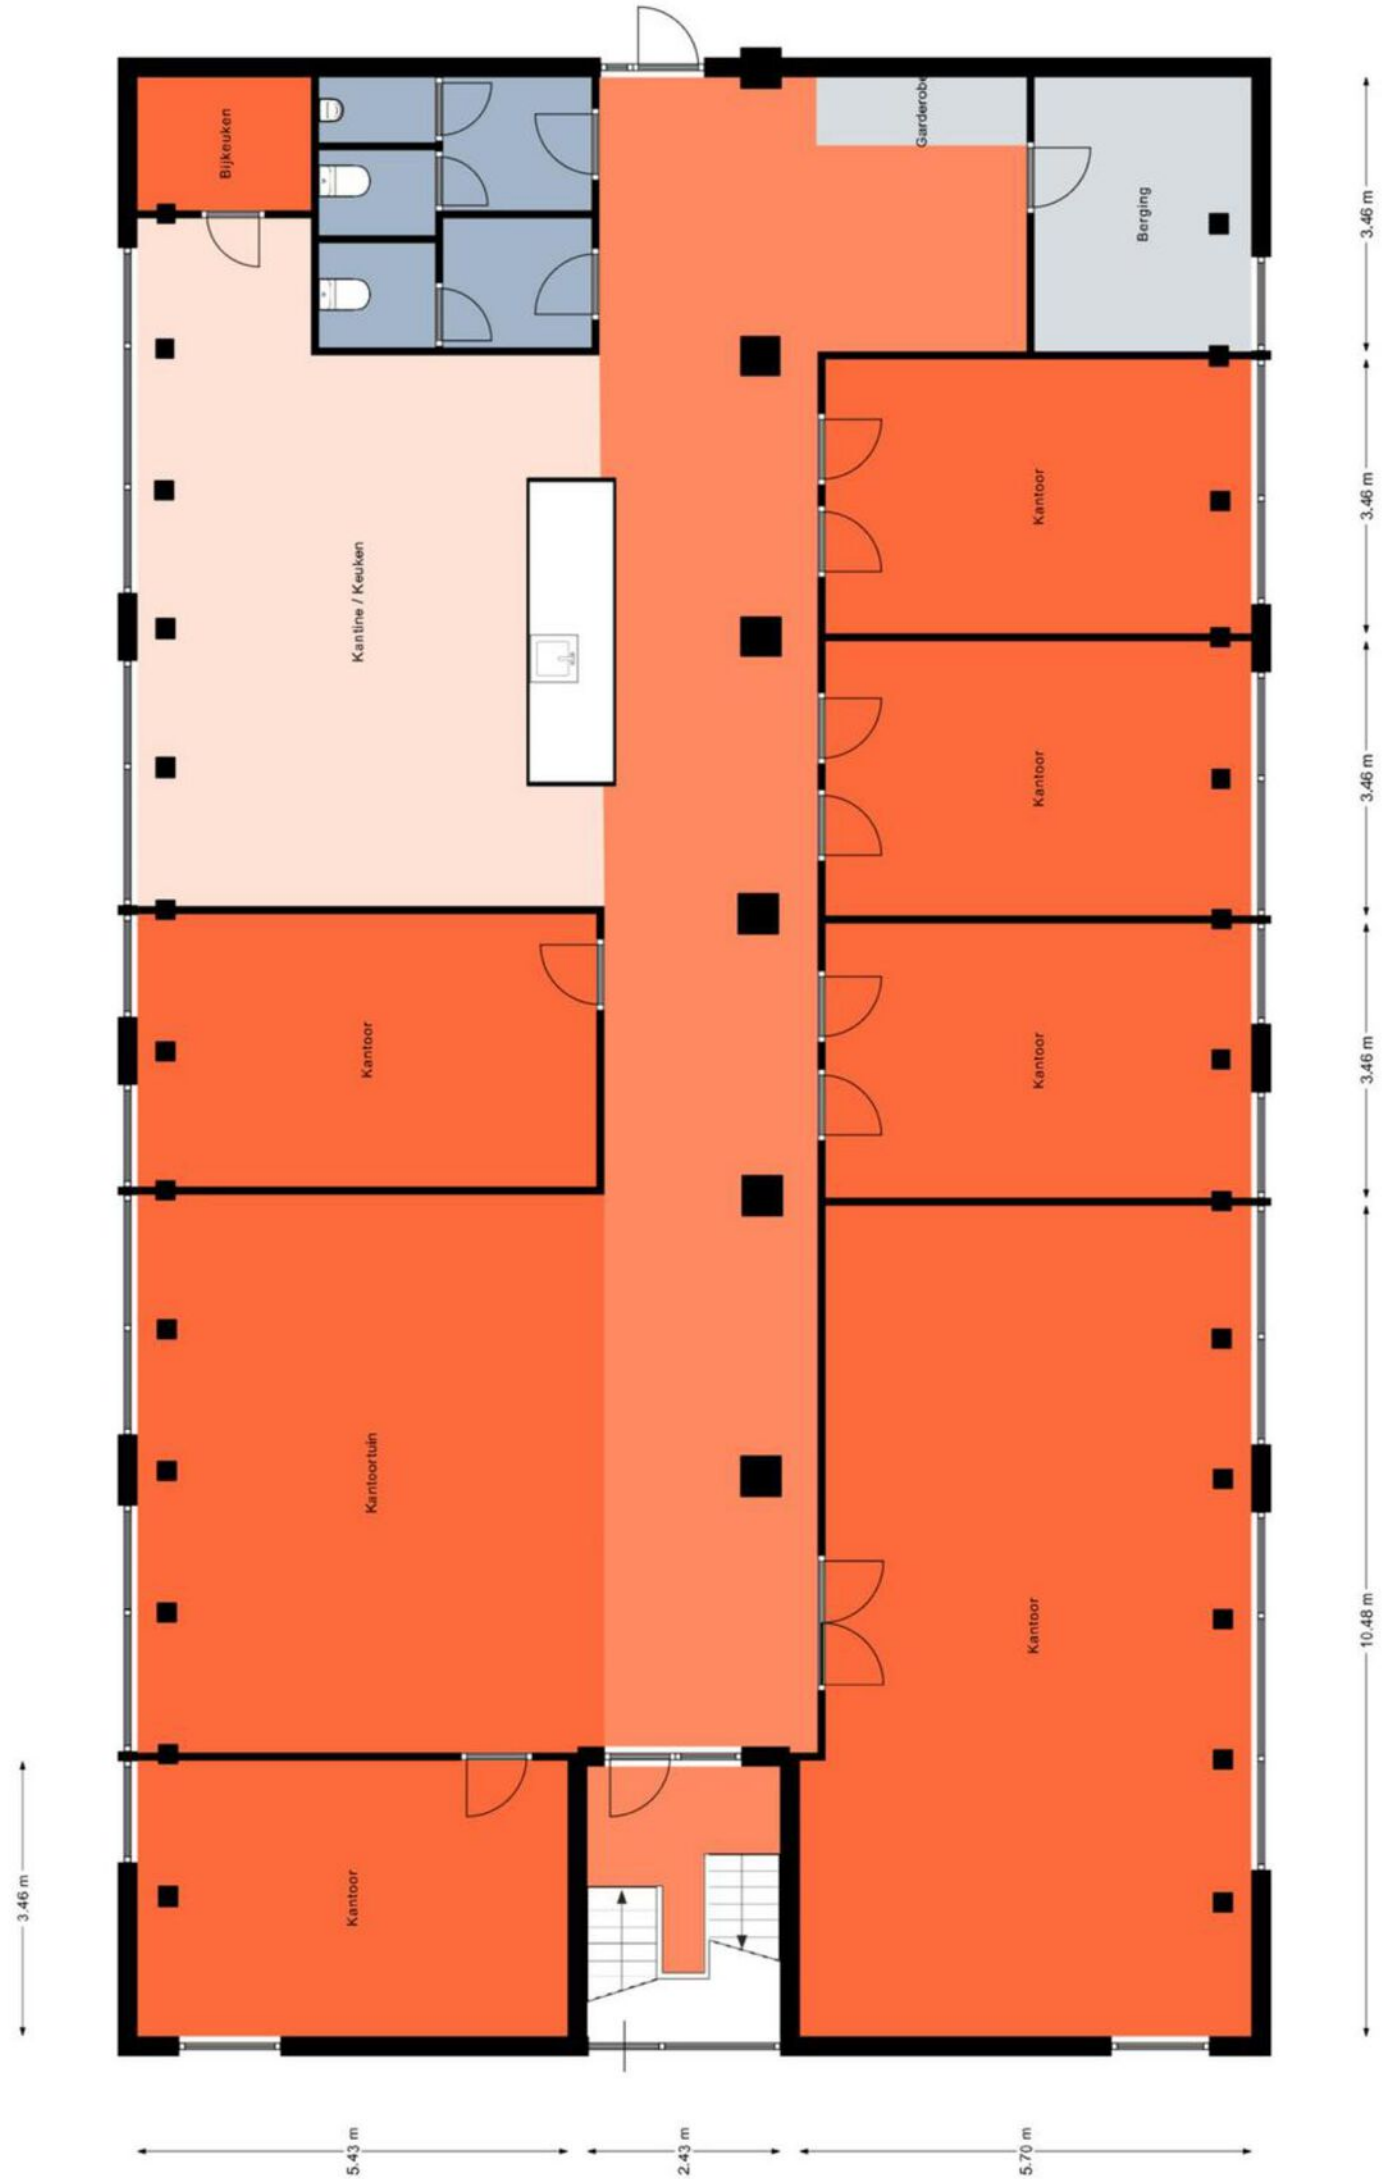 Garderobe
Bijkeuken
Berging
3.46 m
Kantoor
3.46 m
Kantine / Keuken
Kantoor
3.46 m
Kantoor
Kantoor
3.46 m
Kantoortuin
Kantoor
10.48 m
Kantoor
3.46 m
5.43 m
2.43 m
5.70 m